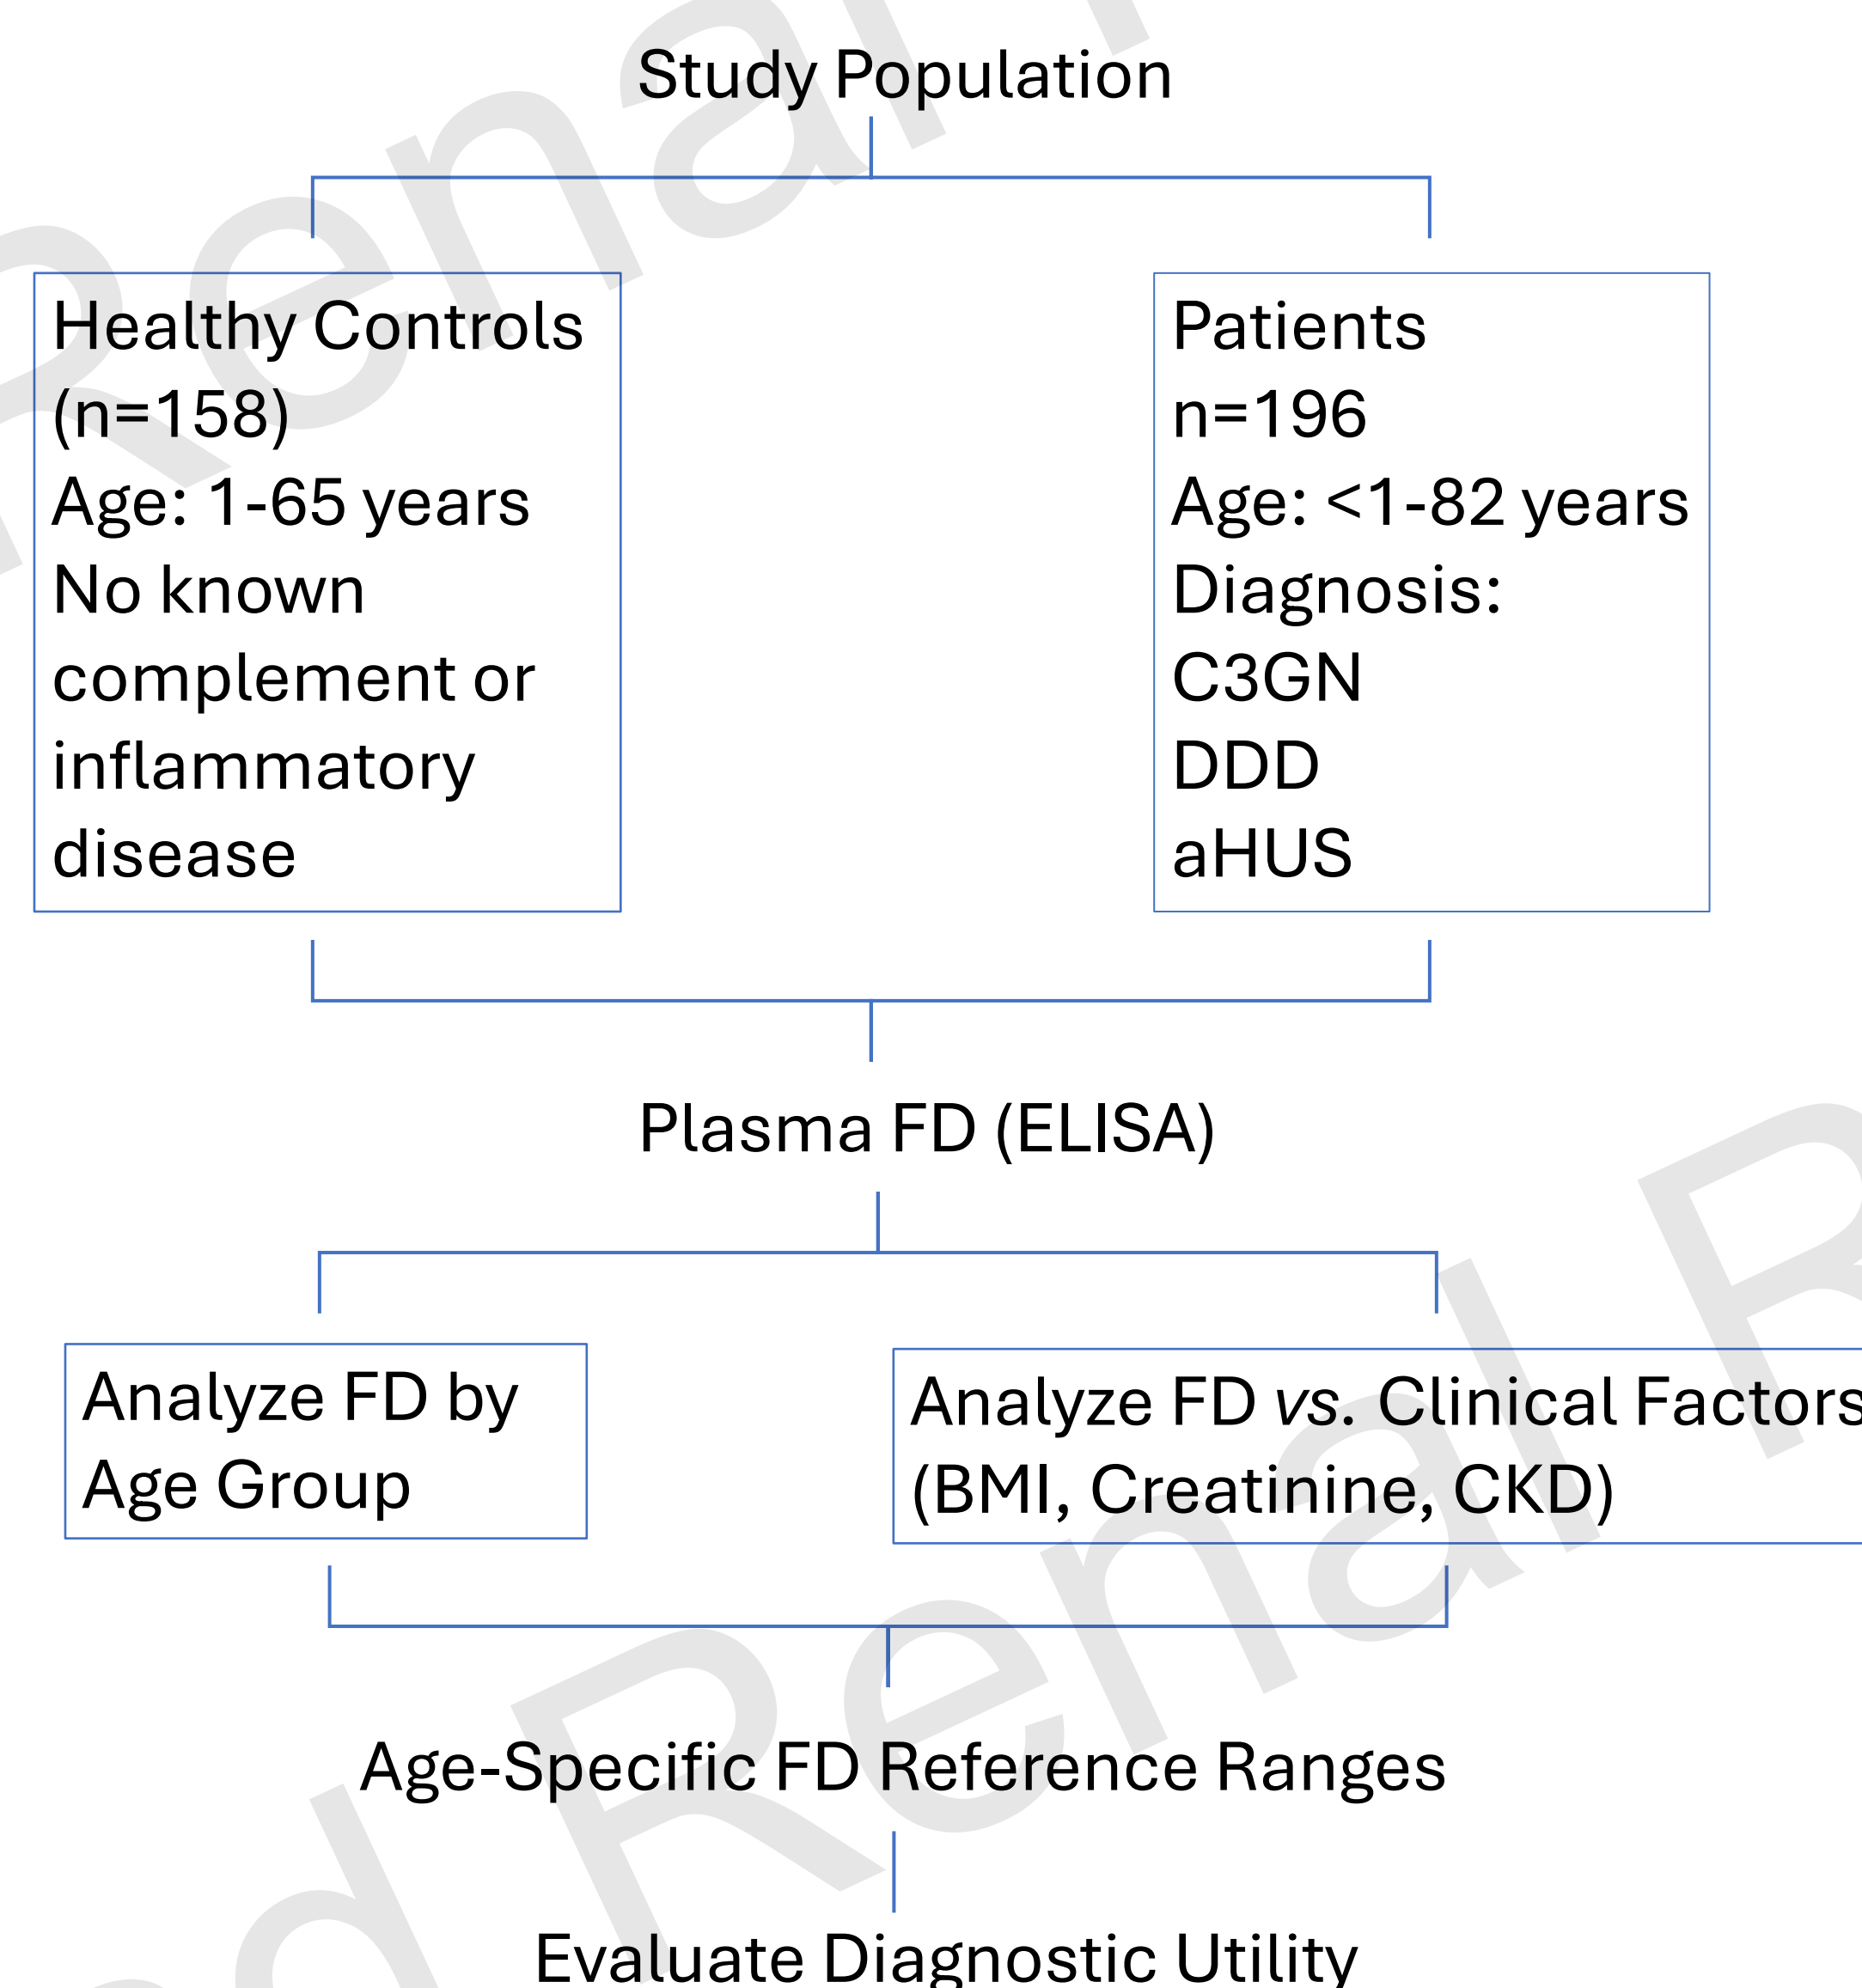 Study Population
Healthy Controls
(n=158)
Age: 1-65 years
No known
complement or
inflammatory
disease
Patients
n=196
Age: <1-82 years
Diagnosis:
C3GN
DDD
aHUS
Plasma FD (ELISA)
Analyze FD by
Age Group
Analyze FD vs. Clinical Factors
(BMI, Creatinine, CKD)
Age-Specific FD Reference Ranges
Evaluate Diagnostic Utility
Renal
Renal